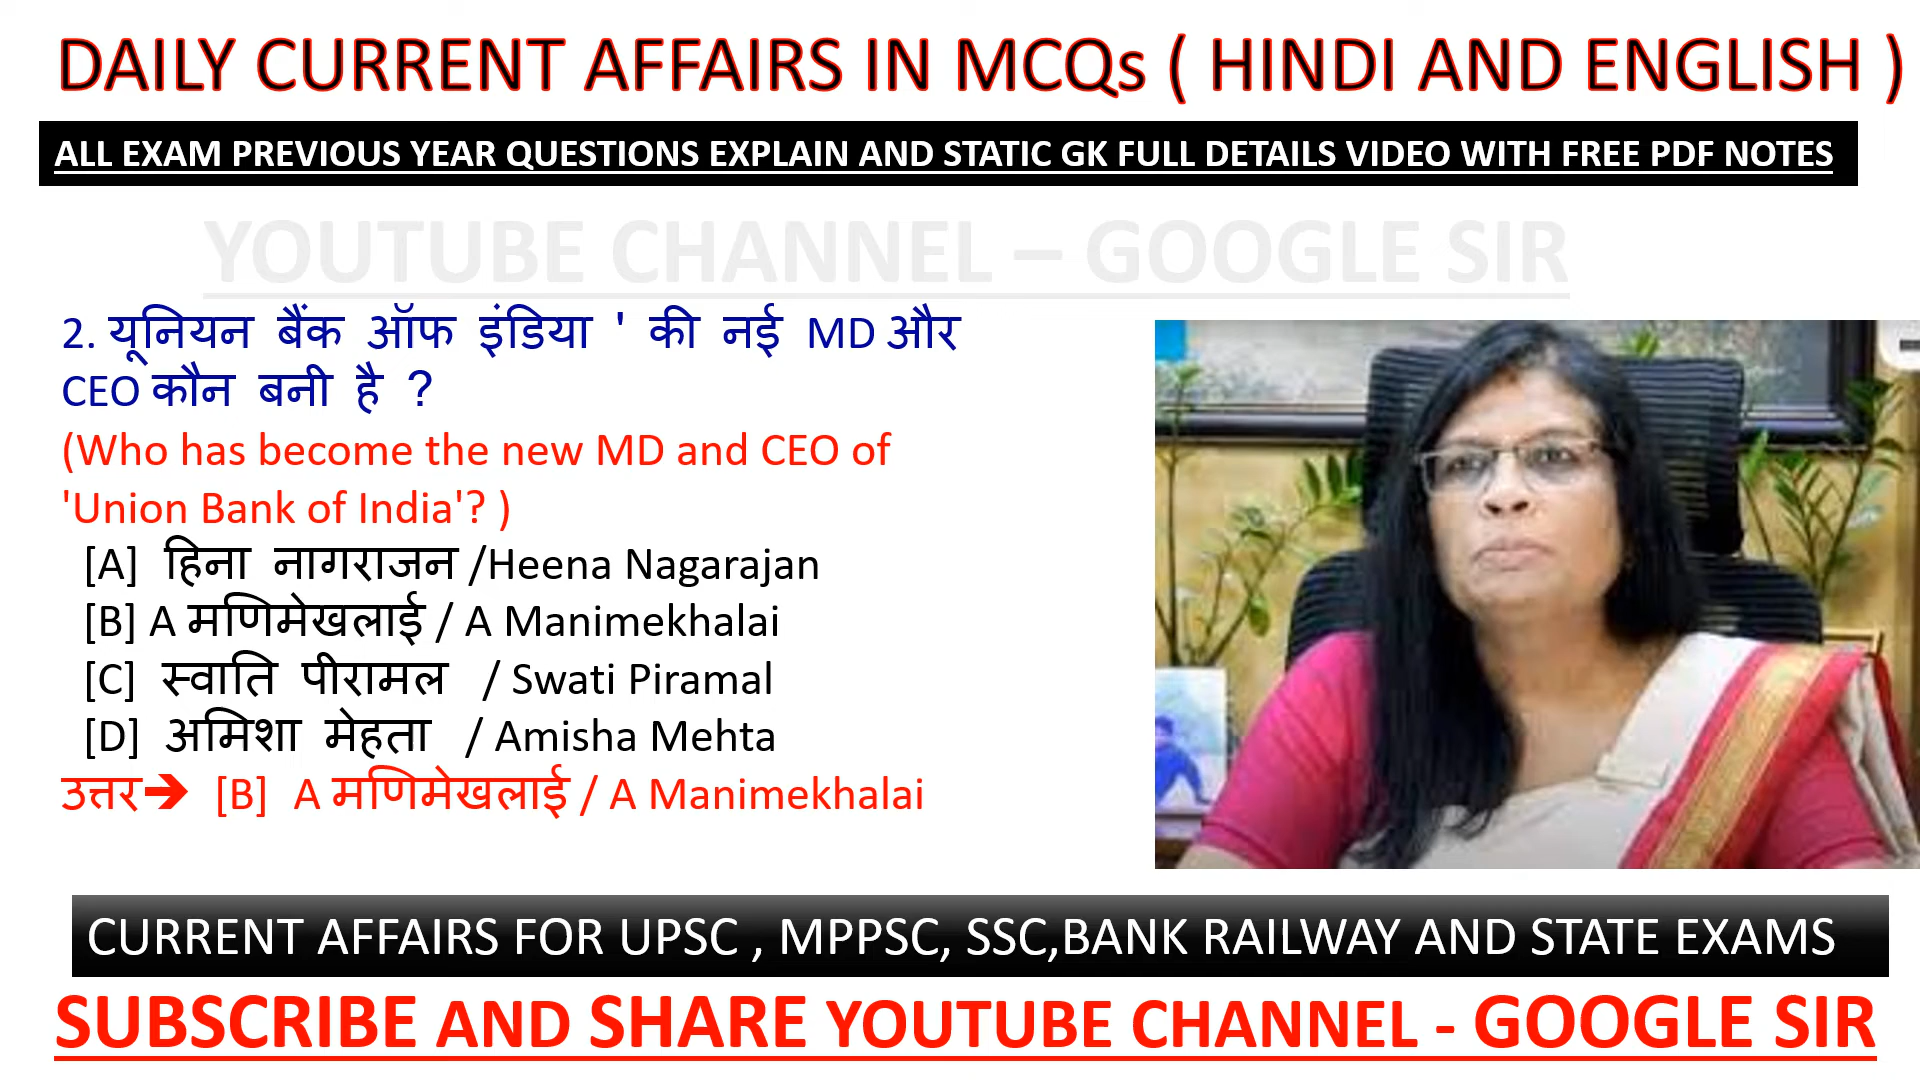 DAILY CURRENT AFFAIRS IN MCQs ( HINDI AND ENGLISH )
ALL EXAM PREVIOUS YEAR QUESTIONS EXPLAIN AND STATIC GK FULL DETAILS VIDEO WITH FREE PDF NOTES
YOUTUBE CHANNEL – GOOGLE SIR
2. यूनियन बैंक ऑफ इंडिया ' की नई MD और
CEO कौन बनी है ?
(Who has become the new MD and CEO of
'Union Bank of India'? )
[A] हिना नागराजन /Heena Nagarajan
[B] A मणिमेखलाई / A Manimekhalai
[C] स्वाति पीरामल / Swati Piramal
[D] अमिशा मेहता / Amisha Mehta
उत्तर➔ [B] A मणिमेखलाई / A Manimekhalai
CURRENT AFFAIRS FOR UPSC , MPPSC, SSC,BANK RAILWAY AND STATE EXAMS
SUBSCRIBE AND SHARE YOUTUBE CHANNEL - GOOGLE SIR